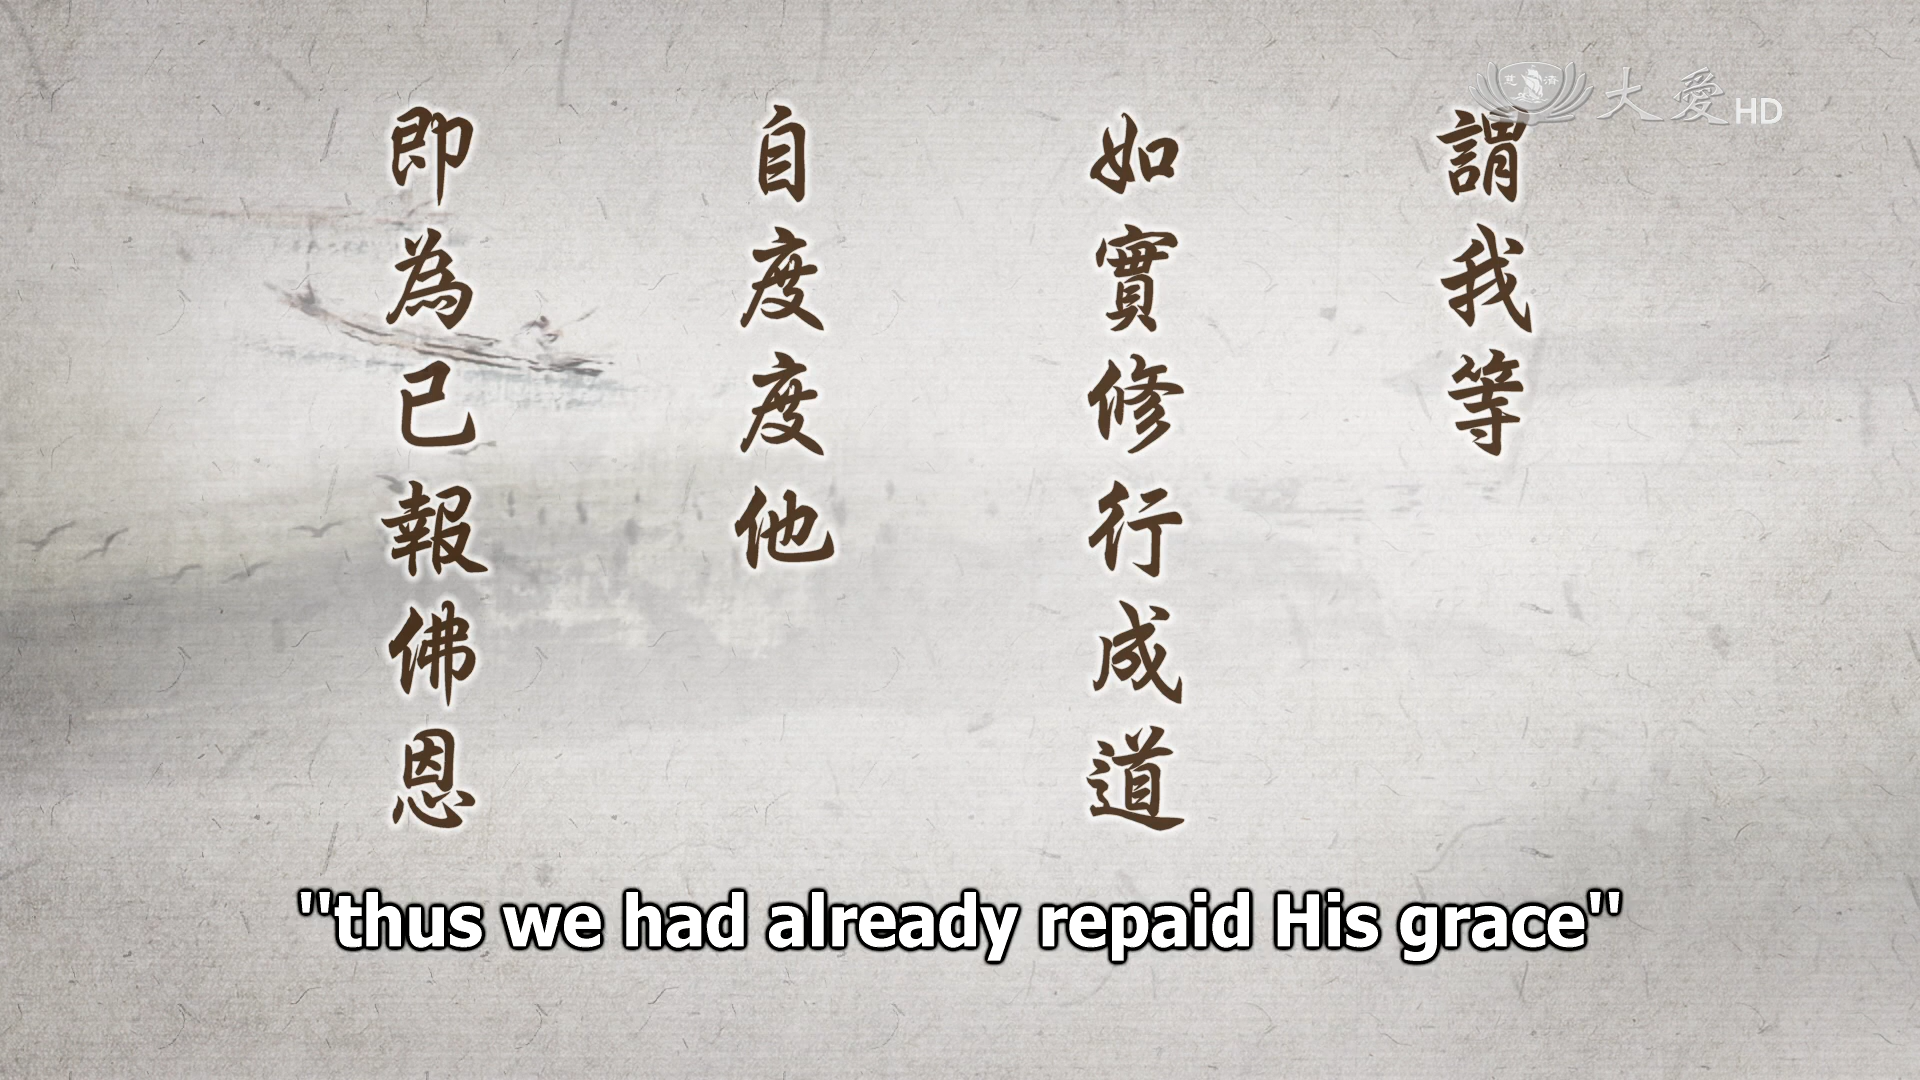 大愛HD
謂我等
如實修行成道
自度度他
即為已報佛恩
"thus we had already repaid His grace"